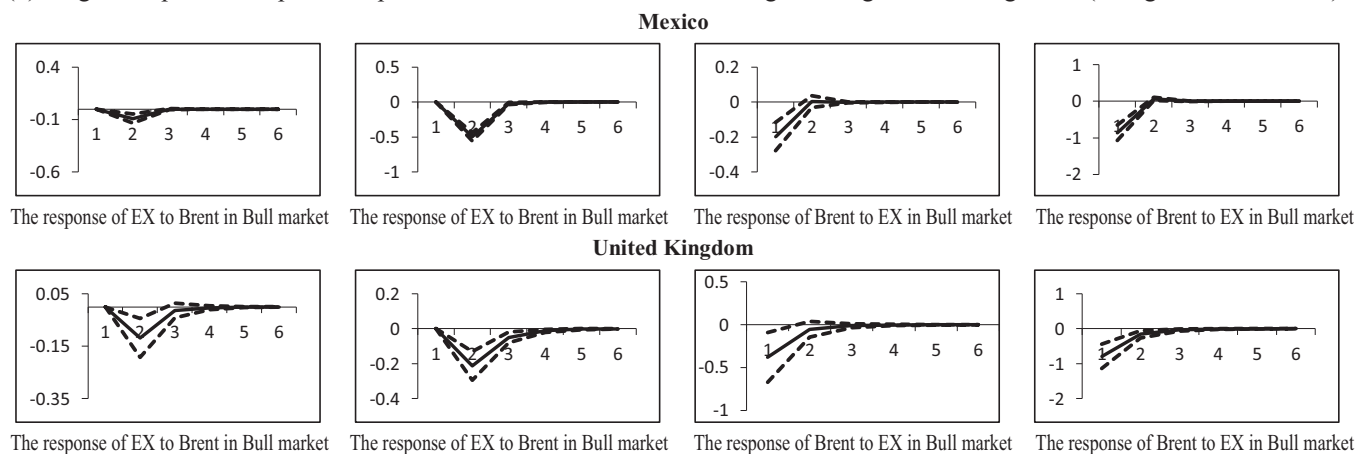 Mexico
0.4
-0.1
-0.6
1 2 3 4 5 6
0.5
0
-0.5
-1
1 2 3 4 5 6
0.2
0
-0.2
-0.4
1 2 3 4 5 6
1
0
-1
-2
1 2 3 4 5 6
The response of EX to Brent in Bull market
The response of EX to Brent in Bull market
The response of Brent to EX in Bull market
The response of Brent to EX in Bull market
United Kingdom
0.05
-0.15
-0.35
1 2 3 4 5 6
0.2
0
-0.2
-0.4
1 2 3 4 5 6
0.5
0
-0.5
-1
1 2 3 4 5 6
1
0
-1
-2
1 2 3 4 5 6
The response of EX to Brent in Bull market
The response of EX to Brent in Bull market
The response of Brent to EX in Bull market
The response of Brent to EX in Bull market